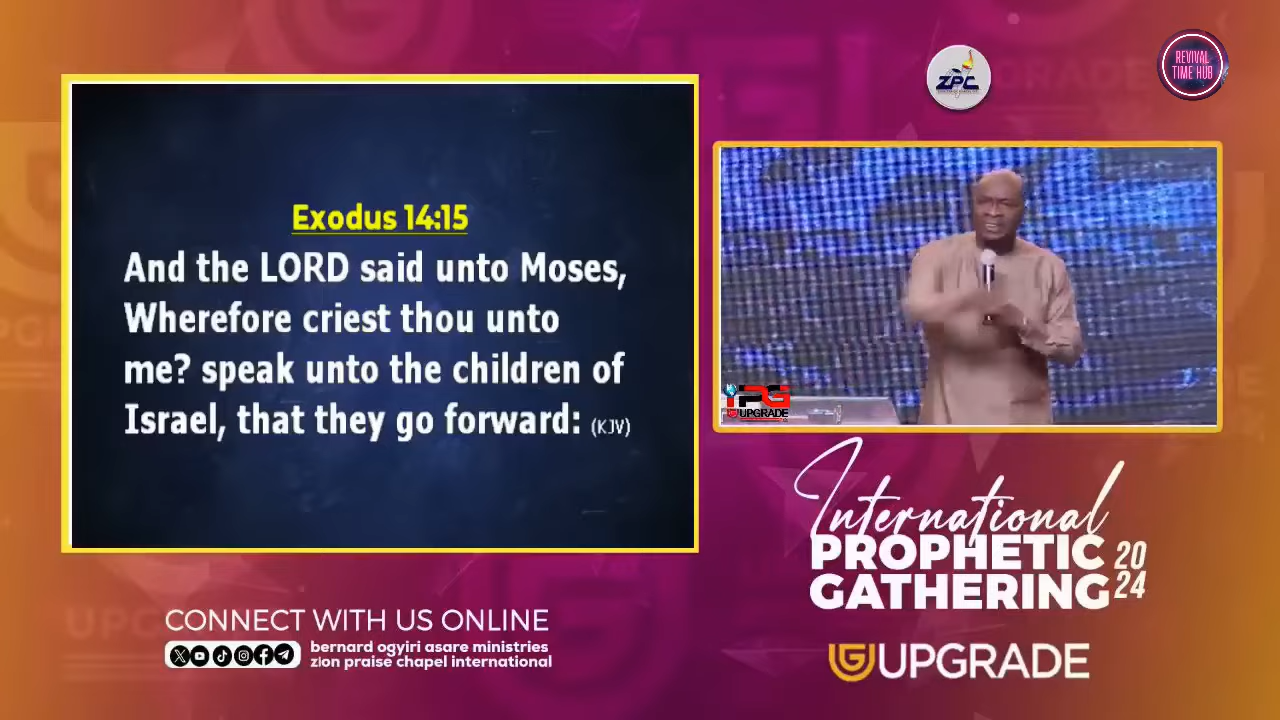 Exodus 14:15
And the LORD said unto Moses,
Wherefore criest thou unto
me? speak unto the children of
Israel, that they go forward: (KJV)
CONNECT WITH US ONLINE
bernard ogyiri asare ministries
zion praise chapel international
ZPC
REVIVAL
TIME HUB
IPG
UPGRADE
International
PROPHETIC
GATHERING
20
24
UPGRADE